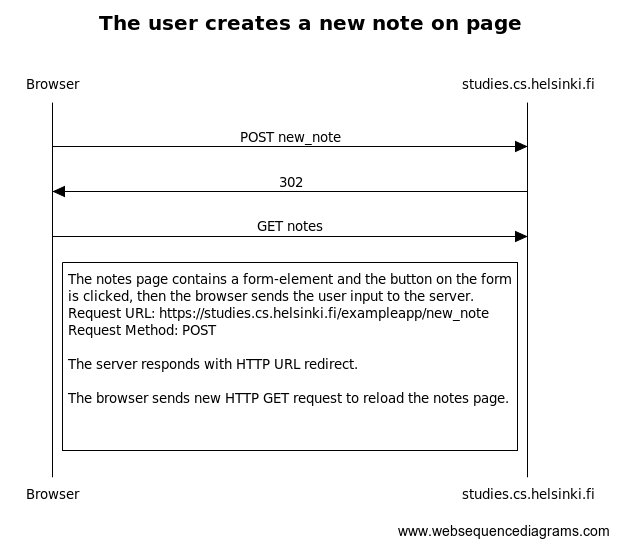 The user creates a new note on page
Browser
studies.cs.helsinki.fi
POST new_note
302
GET notes
The notes page contains a form-element and the button on the form
is clicked, then the browser sends the user input to the server.
Request URL: https://studies.cs.helsinki.fi/exampleapp/new_note
Request Method: POST
The server responds with HTTP URL redirect.
The browser sends new HTTP GET request to reload the notes page.
Browser
studies.cs.helsinki.fi
www.websequencediagrams.com